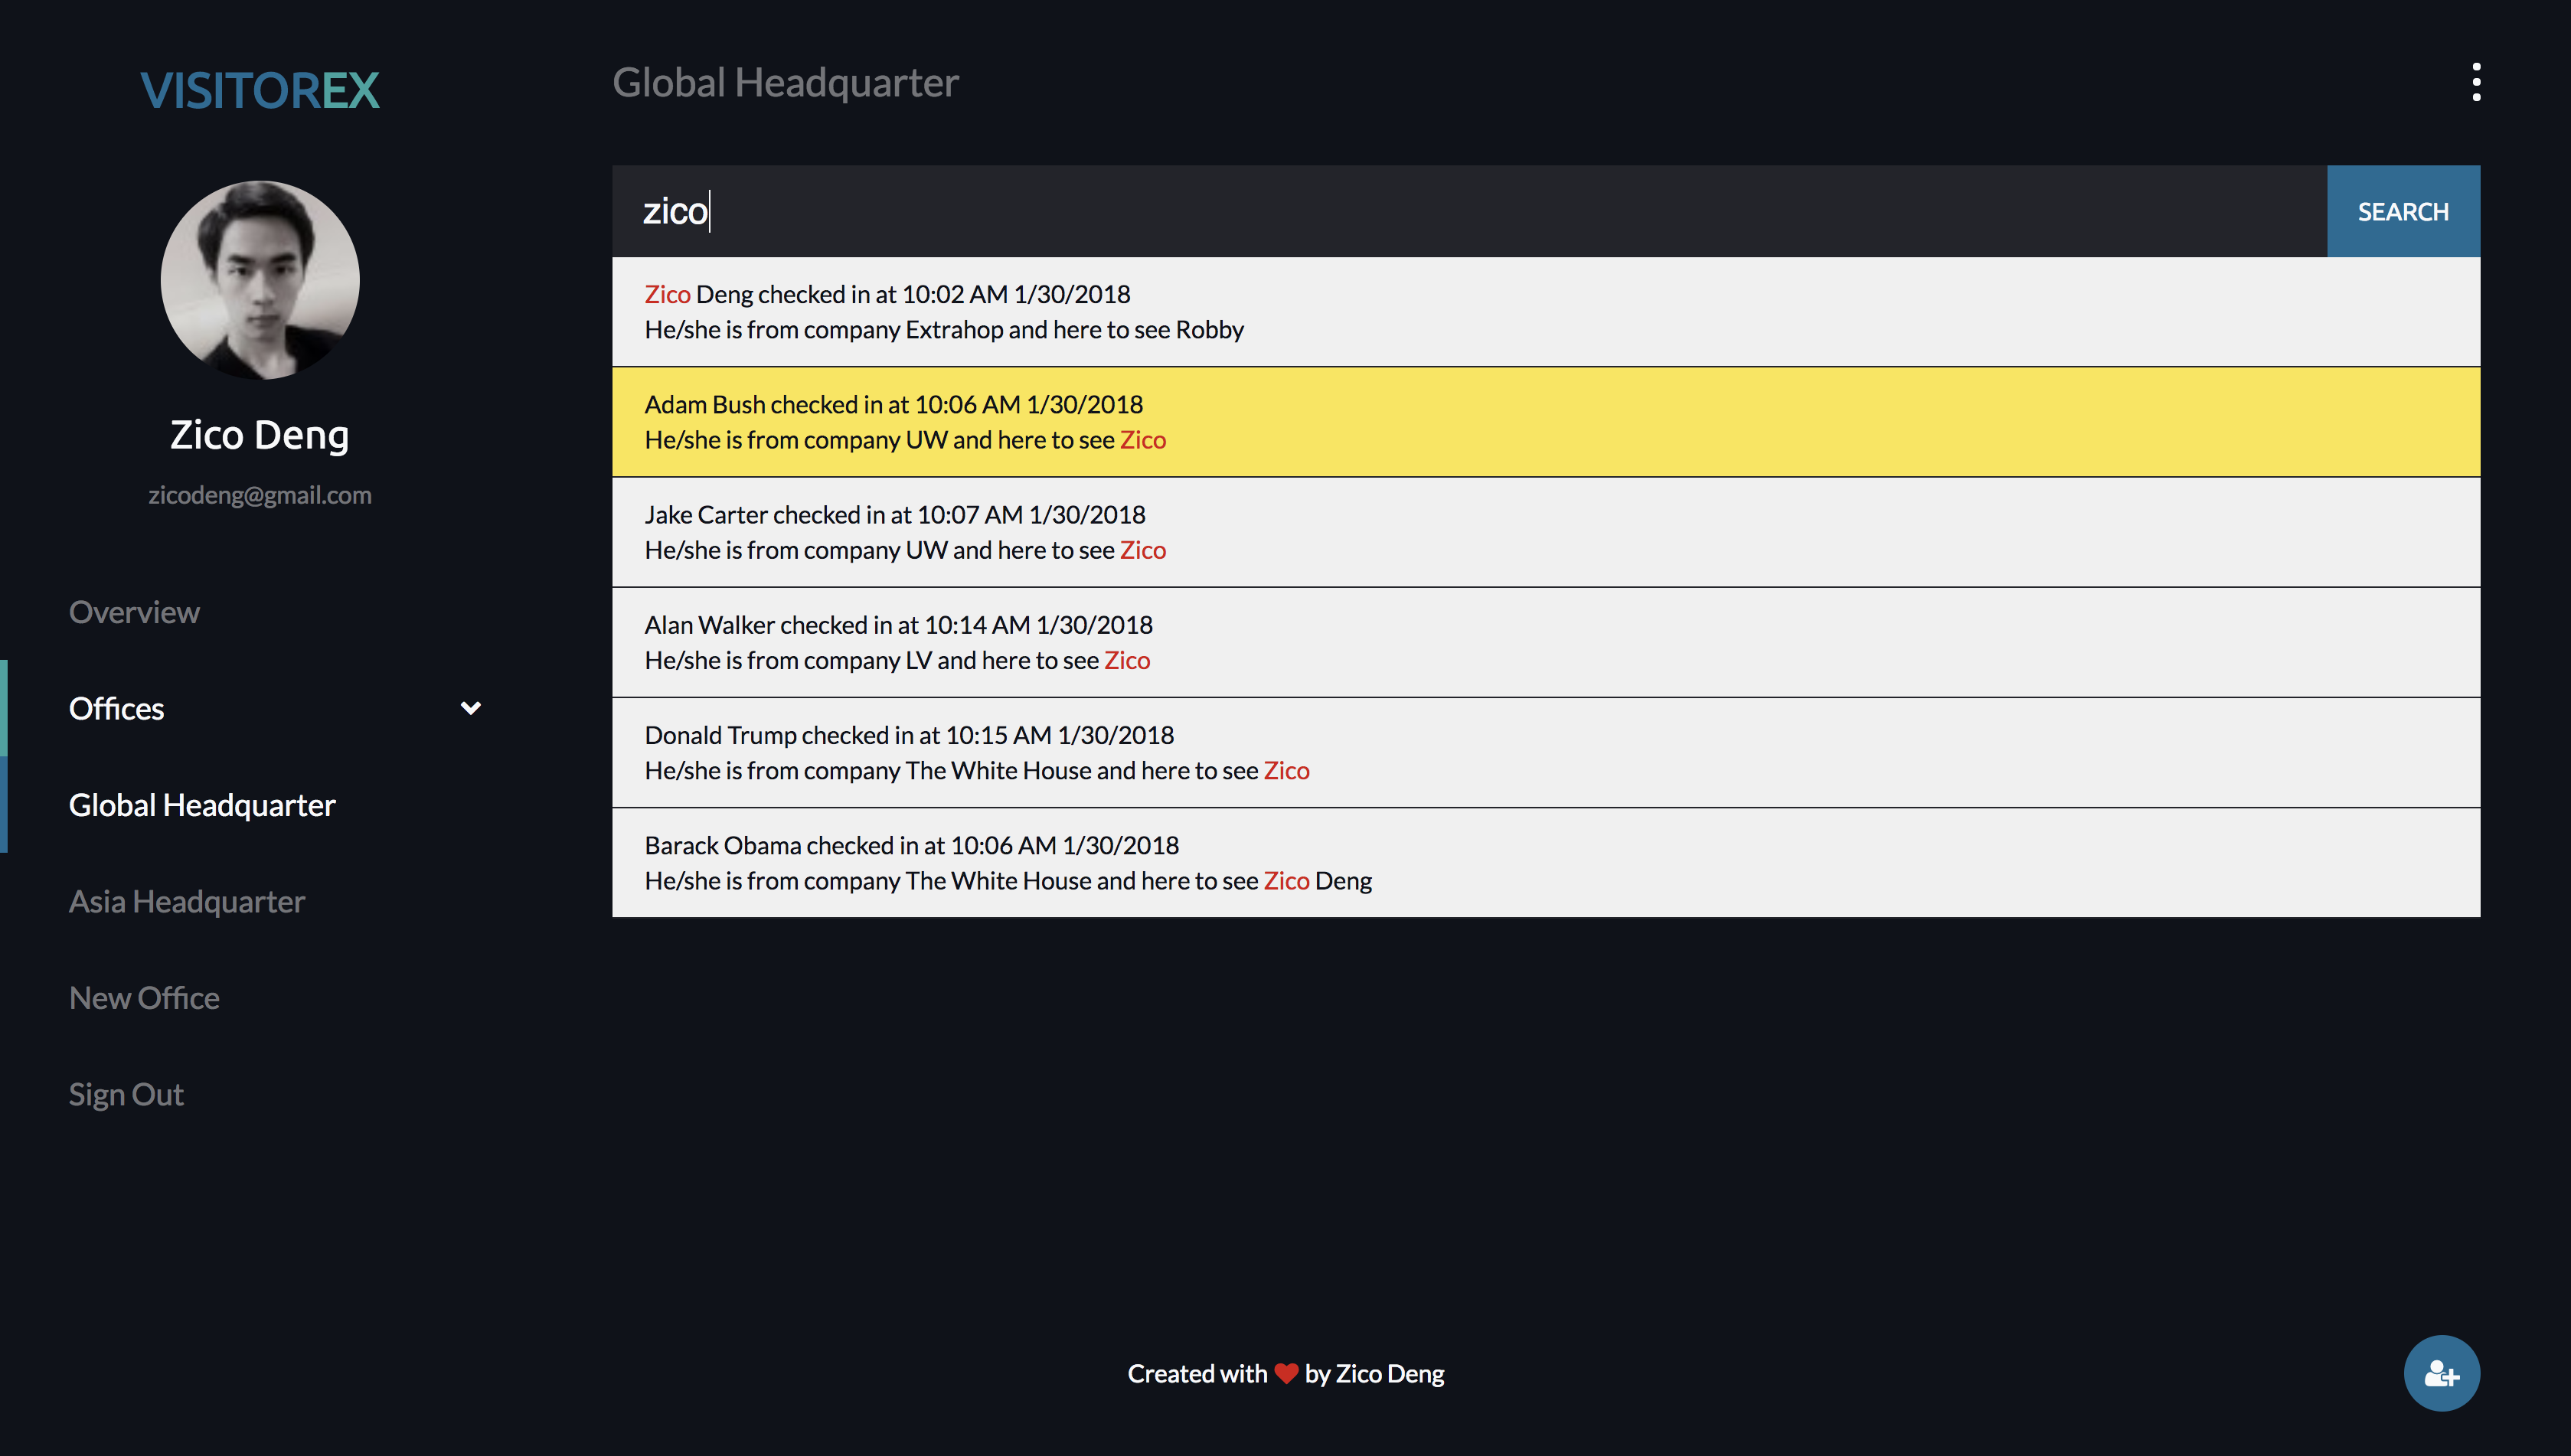 VISITOREX
Zico Deng
zicodeng@gmail.com
Overview
Offices
Global Headquarter
Asia Headquarter
New Office
Sign Out
Global Headquarter
zico
SEARCH
Zico Deng checked in at 10:02 AM 1/30/2018
He/she is from company Extrahop and here to see Robby
Adam Bush checked in at 10:06 AM 1/30/2018
He/she is from company UW and here to see Zico
Jake Carter checked in at 10:07 AM 1/30/2018
He/she is from company UW and here to see Zico
Alan Walker checked in at 10:14 AM 1/30/2018
He/she is from company LV and here to see Zico
Donald Trump checked in at 10:15 AM 1/30/2018
He/she is from company The White House and here to see Zico
Barack Obama checked in at 10:06 AM 1/30/2018
He/she is from company The White House and here to see Zico Deng
Created with ❤ by Zico Deng